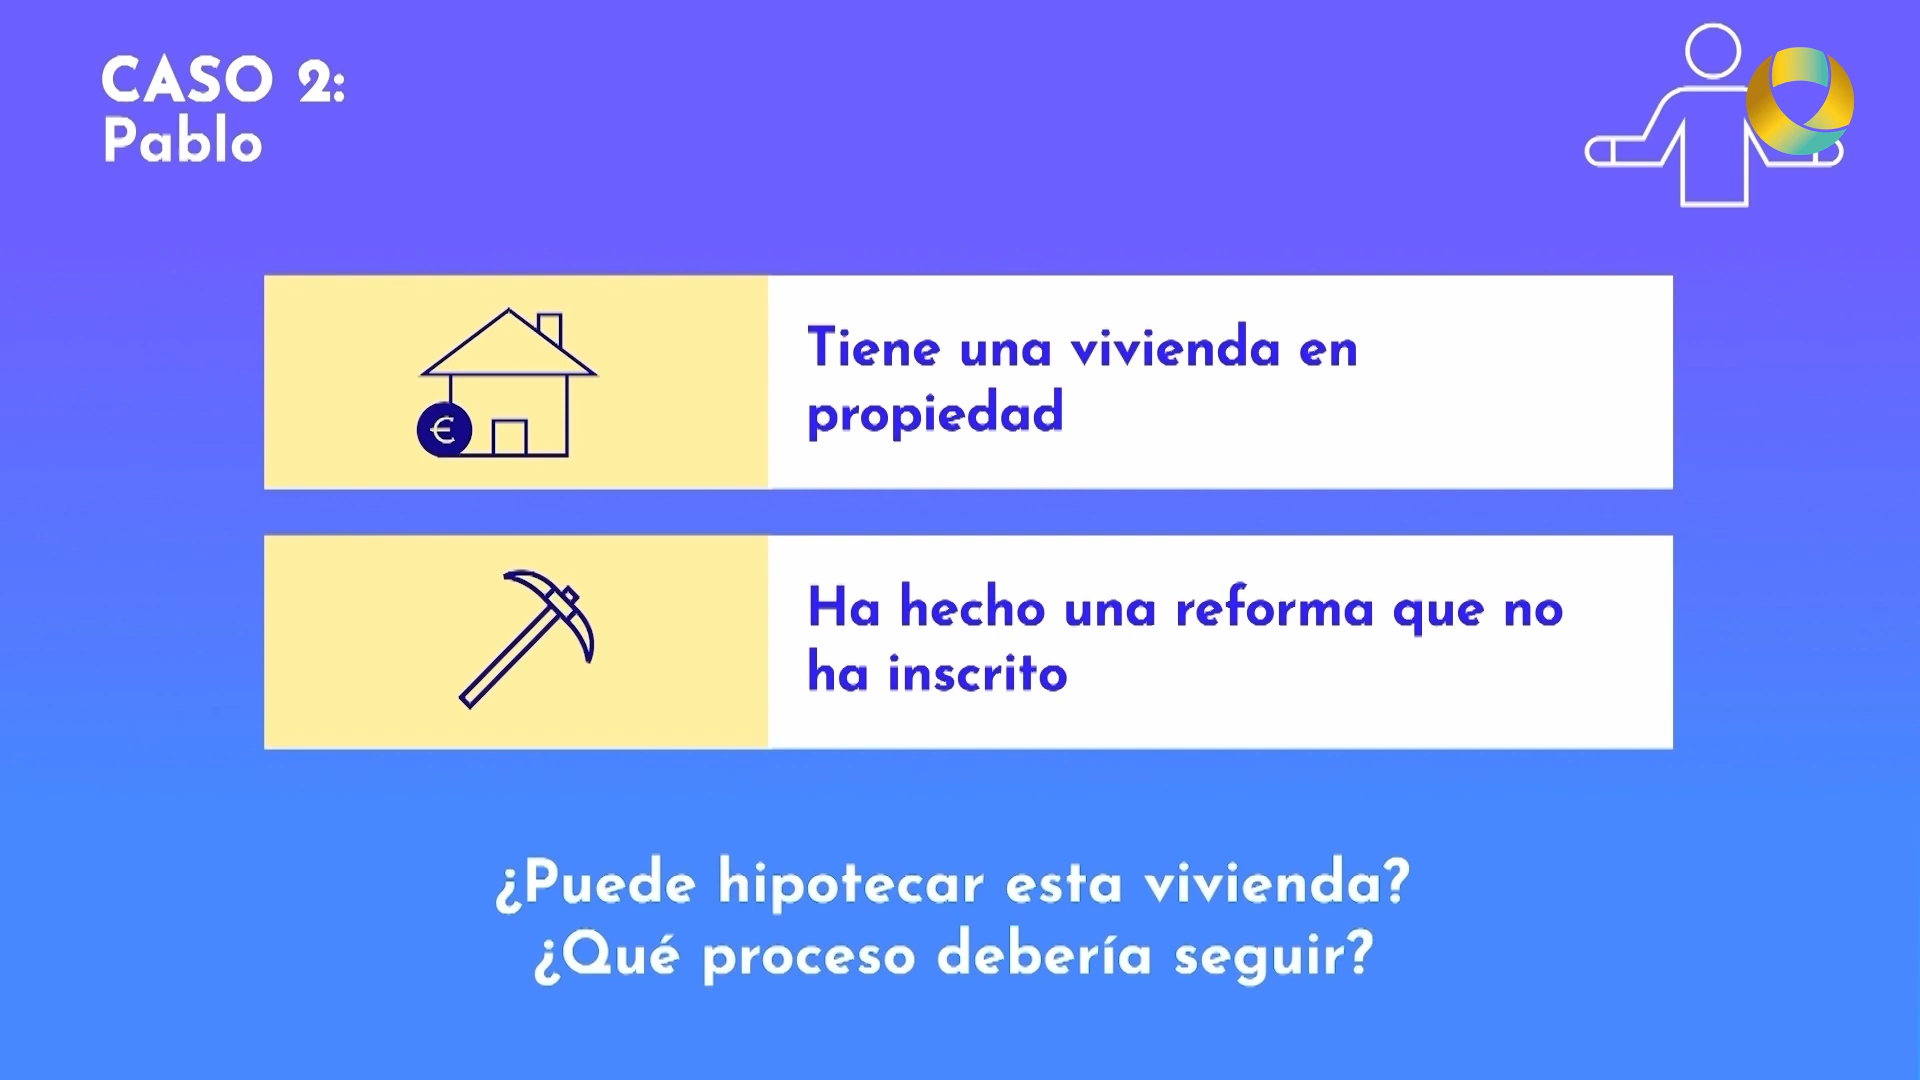 CASO 2:
Pablo
Tiene una vivienda en
propiedad
€
Ha hecho una reforma que no
ha inscrito
¿Puede hipotecar esta vivienda?
¿Qué proceso debería seguir?